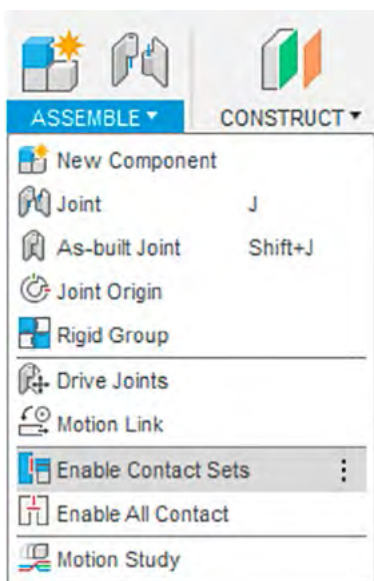 ASSEMBLE ▾ CONSTRUCT ▾
New Component
Joint J
As-built Joint Shift+J
Joint Origin
Rigid Group
Drive Joints
Motion Link
Enable Contact Sets
Enable All Contact
Motion Study